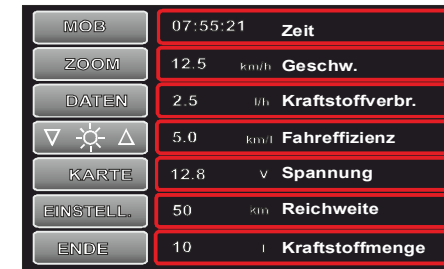 MOB 07:55:21 Zeit
ZOOM 12.5 km/h Geschw.
DATEN 2.5 l/h Kraftstoffverbr.
5.0 km/l Fahreffizienz
KARTE 12.8 V Spannung
EINSTELL. 50 km Reichweite
ENDE 10 l Kraftstoffmenge